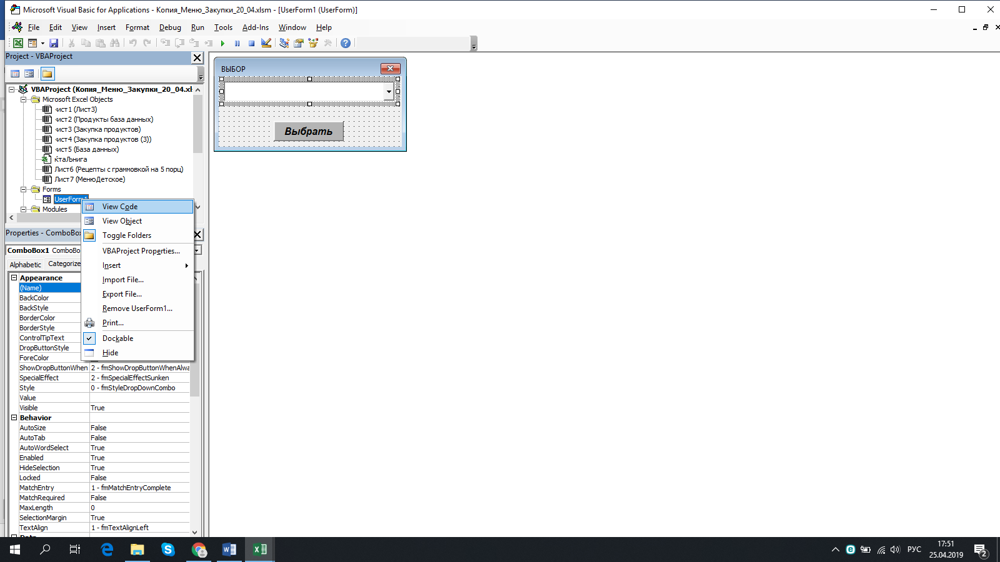 Microsoft Visual Basic for Applications - Копия_Меню_Закупки_20_04.xlsm - [UserForm1 (UserForm)]
File Edit View Insert Format Debug Run Tools Add-Ins Window Help
Project - VBAProject
VBAProject (Копия_Меню_Закупки_20_04.xl
Microsoft Excel Objects
ист1 (Лист3)
ист2 (Продукты база данных)
ист3 (Закупка продуктов)
ист4 (Закупка продуктов (3))
ист5 (База данных)
ЌтаЉнига
Лист6 (Рецепты с граммовкой на 5 порц)
Лист7 (МенюДетское)
Forms
UserForm1
Modules
ВЫБОР
Выбрать
View Code
View Object
Toggle Folders
VBAProject Properties...
Insert
Import File...
Export File...
Remove UserForm1...
Print...
Dockable
Hide
Properties - ComboBo
ComboBox1 ComboBo
Alphabetic Categorize
Appearance
(Name)
BackColor
BackStyle
BorderColor
BorderStyle
ControlTipText
DropButtonStyle
ForeColor
ShowDropButtonWhen 2 - fmShowDropButtonWhenAlwa
SpecialEffect 2 - fmSpecialEffectSunken
Style 0 - fmStyleDropDownCombo
Value
Visible True
Behavior
AutoSize False
AutoTab False
AutoWordSelect True
Enabled True
HideSelection True
Locked False
MatchEntry 1 - fmMatchEntryComplete
MatchRequired False
MaxLength 0
SelectionMargin True
TextAlign 1 - fmTextAlignLeft
РУС
17:51
25.04.2019
2